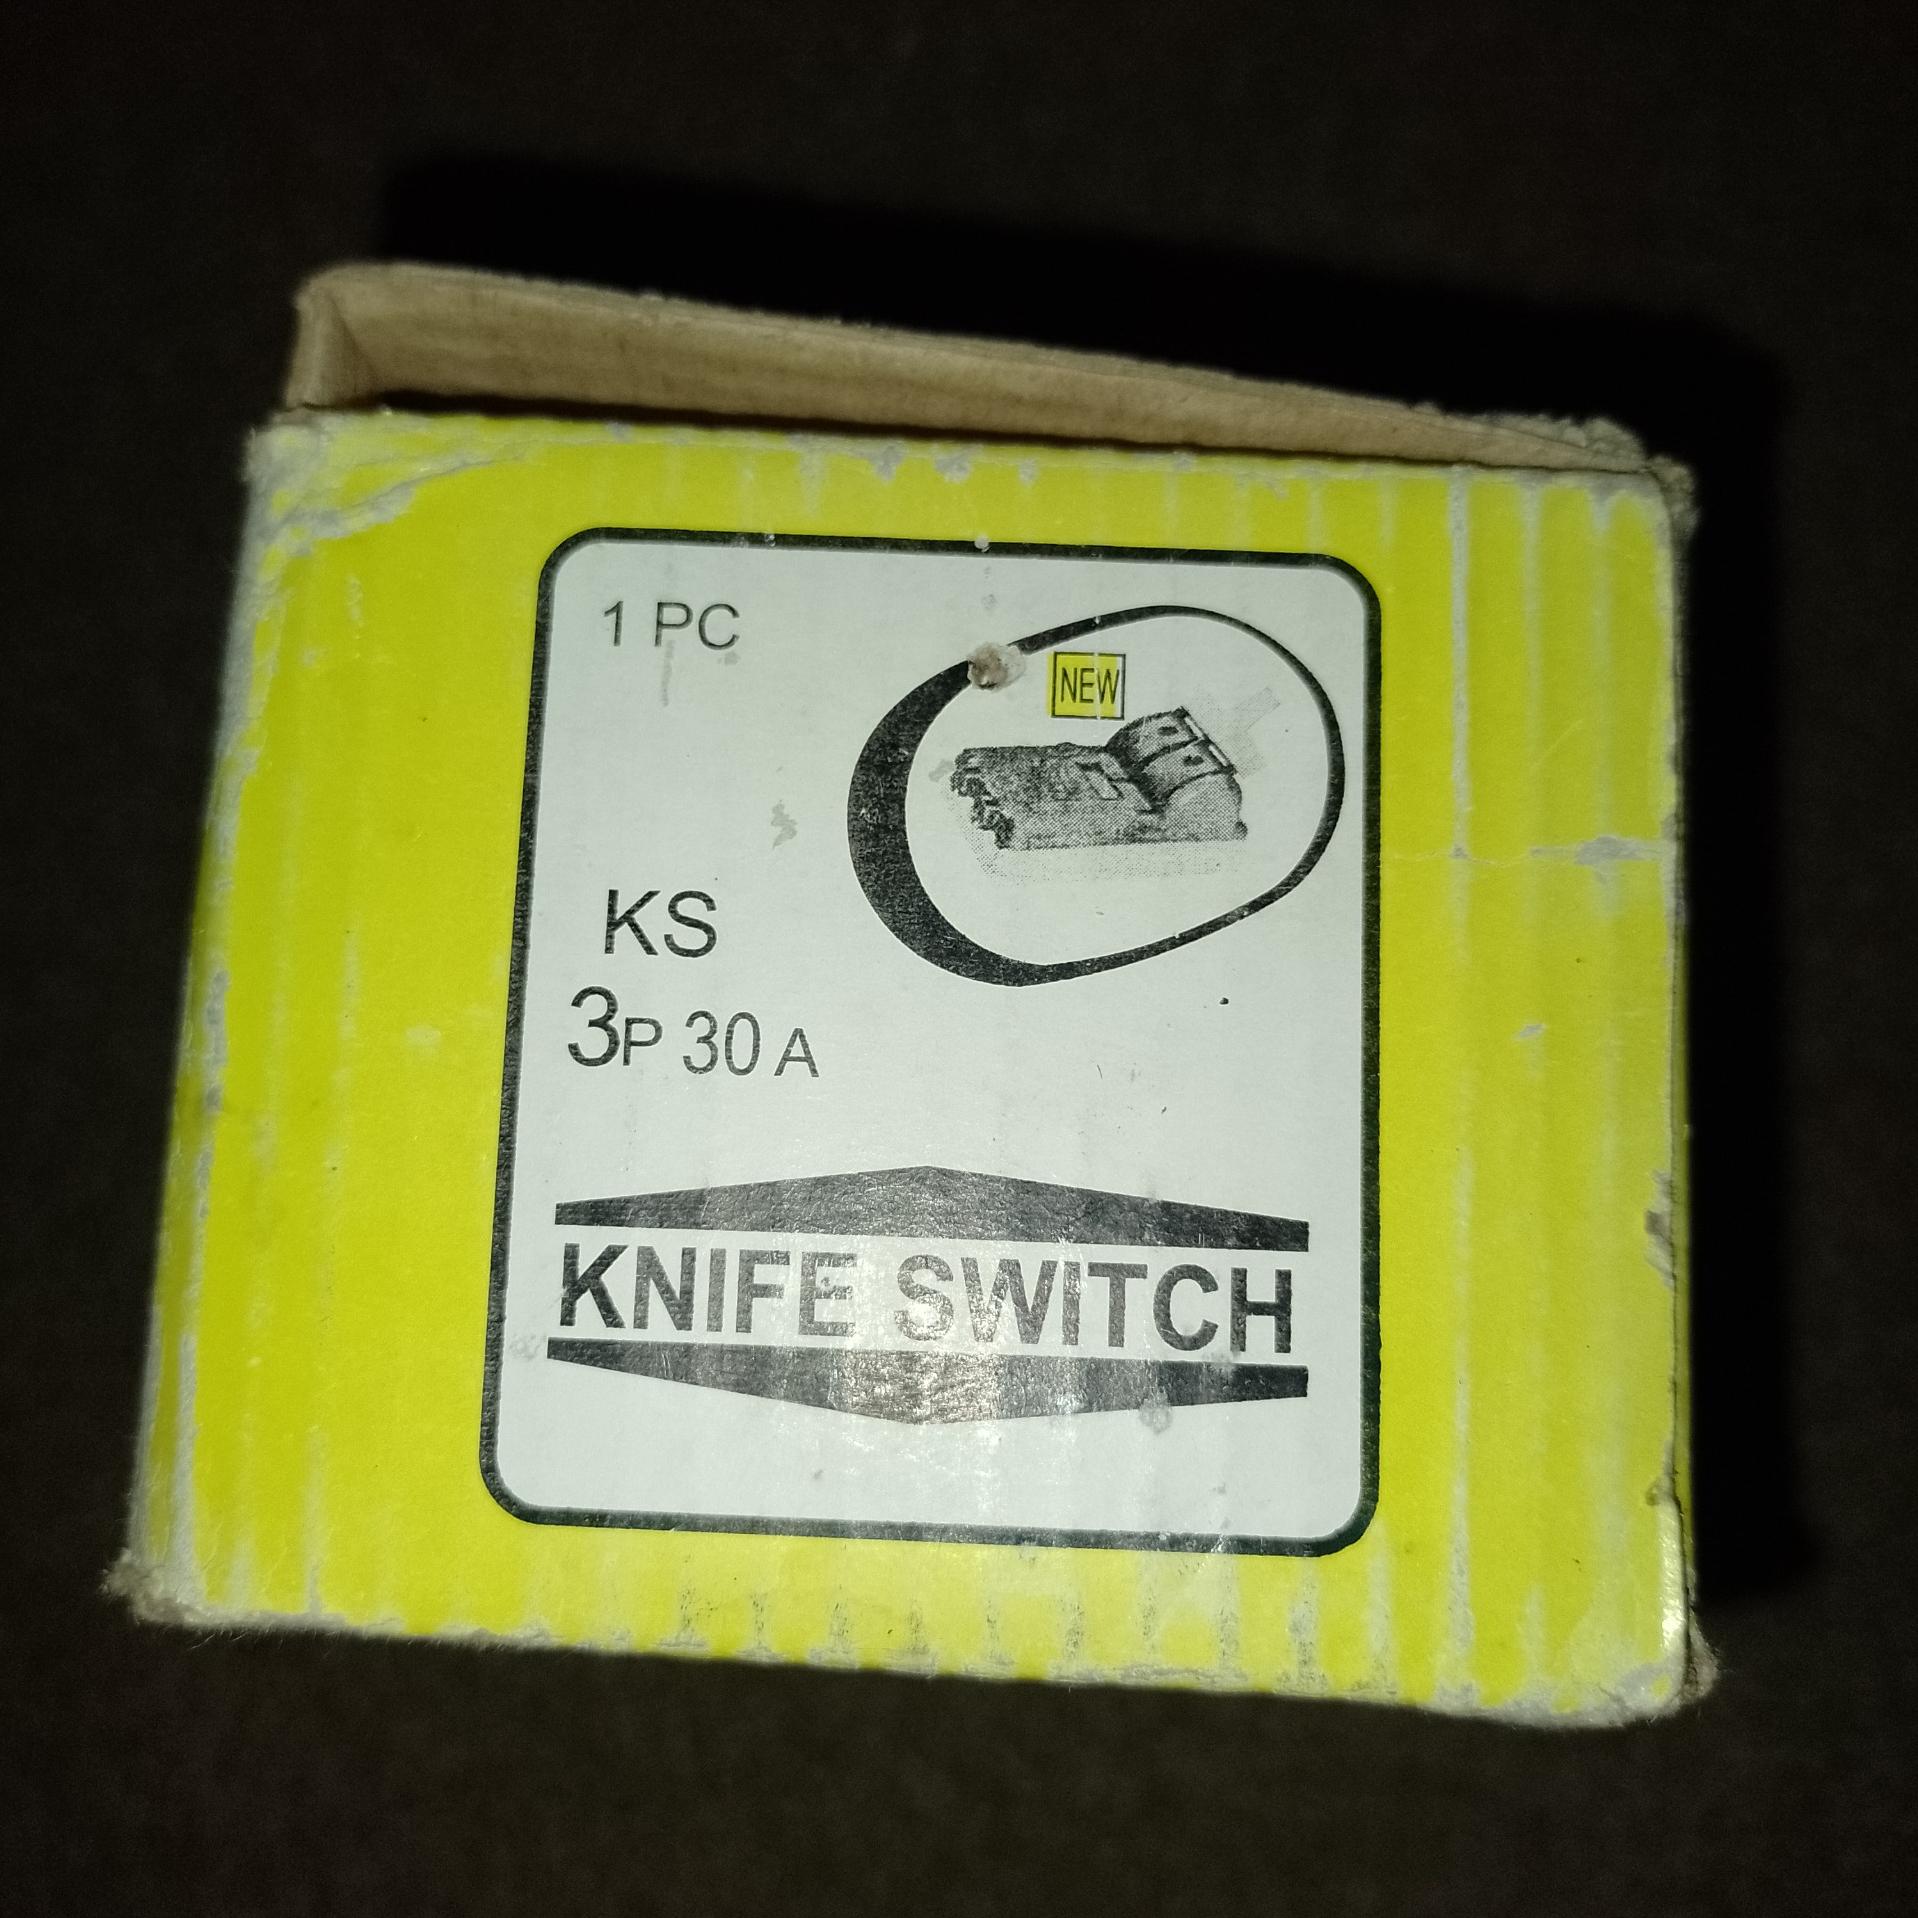 1 PC
NEW
KS
3P 30 A
KNIFE SWITCH